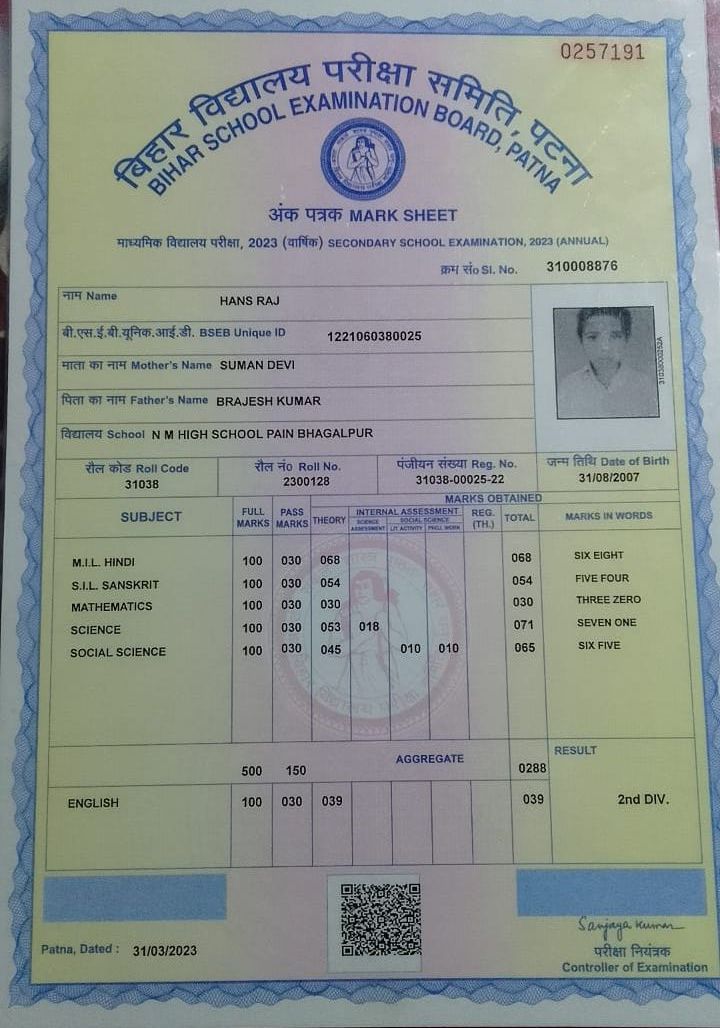 0257191
बिहार विद्यालय परीक्षा समिति, पटना
BIHAR SCHOOL EXAMINATION BOARD, PATNA
अंक पत्रक MARK SHEET
माध्यमिक विद्यालय परीक्षा, 2023 (वार्षिक) SECONDARY SCHOOL EXAMINATION, 2023 (ANNUAL)
क्रम सं० Sl. No. 310008876
नाम Name HANS RAJ
बी.एस.ई.बी.यूनिक.आई.डी. BSEB Unique ID 1221060380025
माता का नाम Mother's Name SUMAN DEVI
पिता का नाम Father's Name BRAJESH KUMAR
विद्यालय School N M HIGH SCHOOL PAIN BHAGALPUR
रौल कोड Roll Code रौल नं० Roll No. पंजीयन संख्या Reg. No. जन्म तिथि Date of Birth
31038 2300128 31038-00025-22 31/08/2007
MARKS OBTAINED
SUBJECT FULL MARKS PASS MARKS THEORY INTERNAL ASSESSMENT REG. (TH.) TOTAL MARKS IN WORDS
SCIENCE ASSESSMENT SOCIAL SCIENCE LIT ACTIVITY PROJ. WORK
M.I.L. HINDI 100 030 068 068 SIX EIGHT
S.I.L. SANSKRIT 100 030 054 054 FIVE FOUR
MATHEMATICS 100 030 030 030 THREE ZERO
SCIENCE 100 030 053 018 071 SEVEN ONE
SOCIAL SCIENCE 100 030 045 010 010 065 SIX FIVE
500 150 AGGREGATE 0288 RESULT
ENGLISH 100 030 039 039 2nd DIV.
Sanjaya Kumar
Patna, Dated : 31/03/2023
परीक्षा नियंत्रक
Controller of Examination